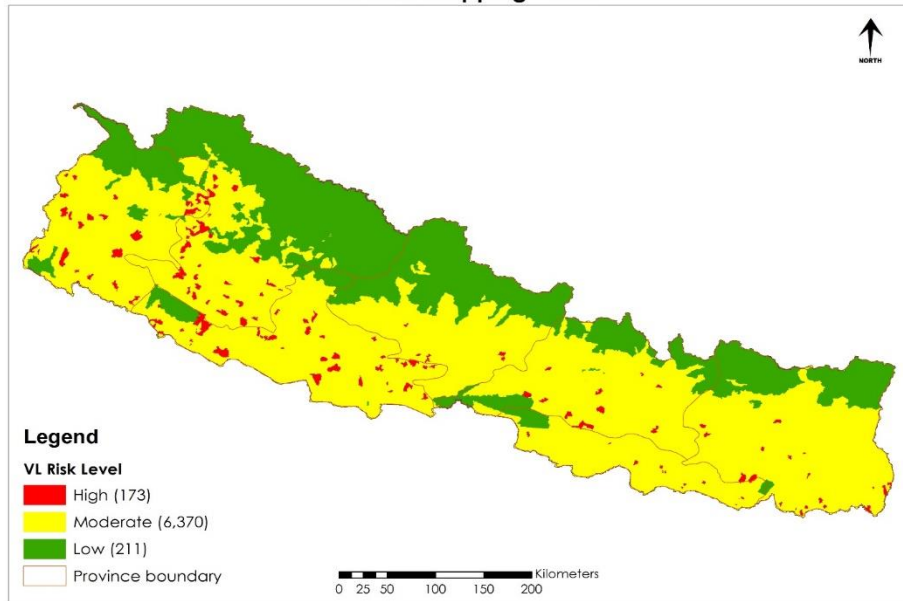 NORTH
Legend
VL Risk Level
High (173)
Moderate (6,370)
Low (211)
Province boundary
Kilometers
0 25 50 100 150 200